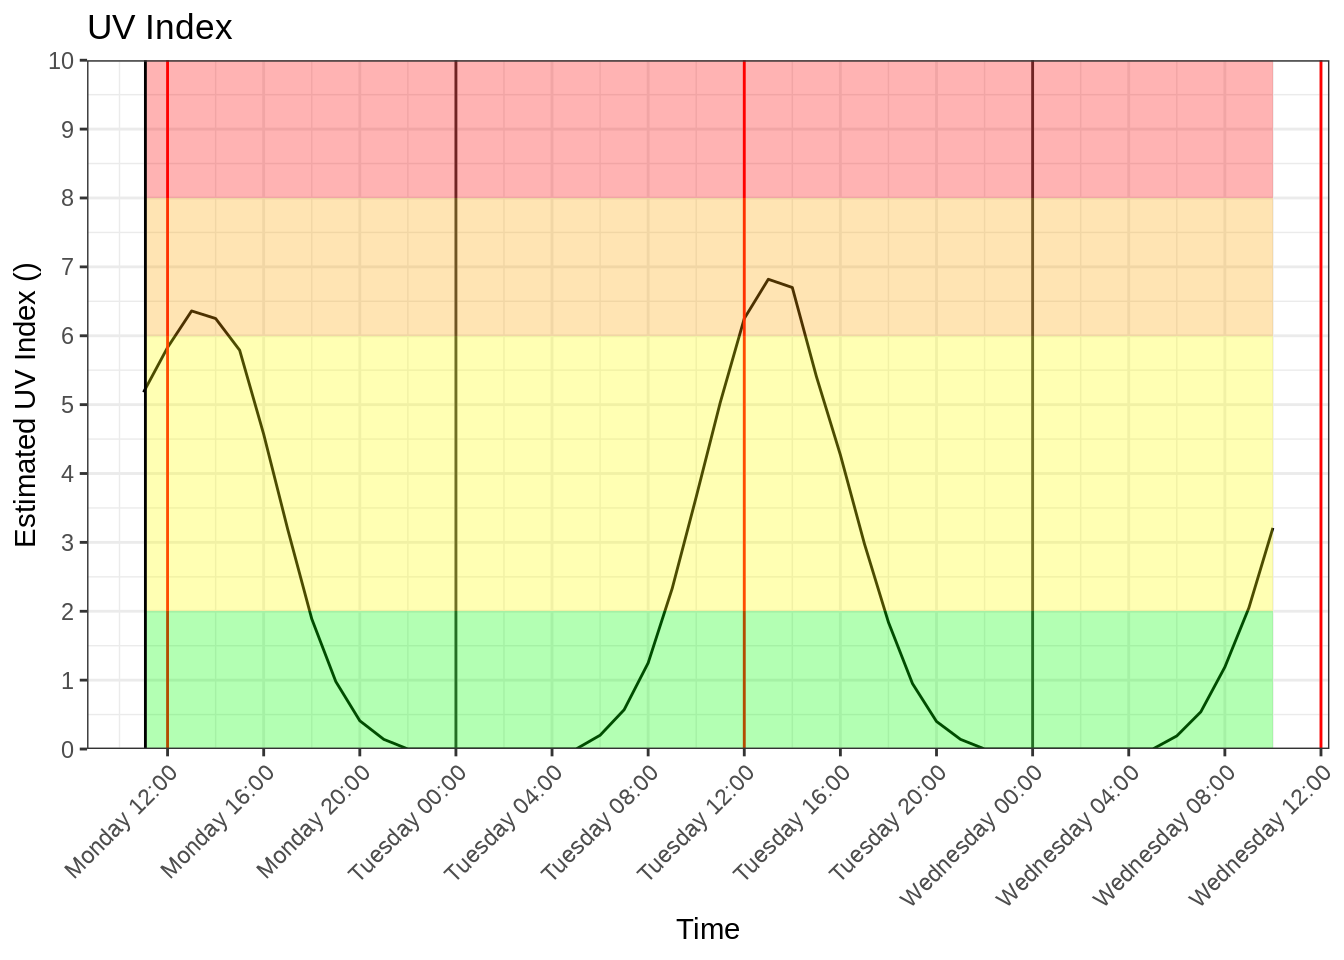 UV Index
Estimated UV Index ()
10
9
8
7
6
5
4
3
2
1
0
Monday 12:00
Monday 16:00
Monday 20:00
Tuesday 00:00
Tuesday 04:00
Tuesday 08:00
Tuesday 12:00
Tuesday 16:00
Tuesday 20:00
Wednesday 00:00
Wednesday 04:00
Wednesday 08:00
Wednesday 12:00
Time